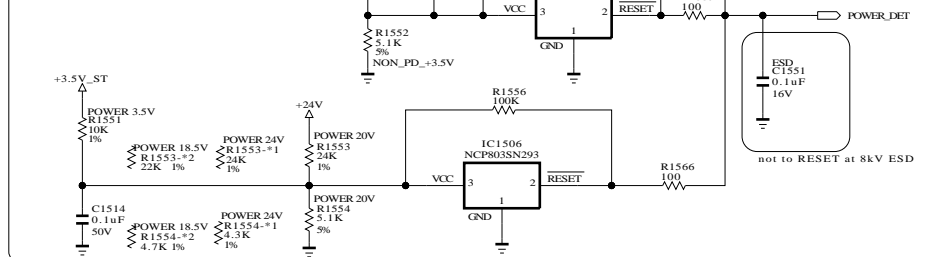 100
VCC 3 2 RESET
POWER_DET
R1552
5.1K
5%
NON_PD_+3.5V
1
GND
ESD
C1551
0.1uF
16V
not to RESET at 8kV ESD
+3.5V_ST
POWER 3.5V
R1551
10K
1%
POWER 18.5V
R1553-*2
22K 1%
POWER 24V
R1553-*1
24K
1%
+24V
POWER 20V
R1553
24K
1%
R1556
100K
IC1506
NCP803SN293
VCC 3 2 RESET
1
GND
R1566
100
C1514
0.1uF
50V
POWER 18.5V
R1554-*2
4.7K 1%
POWER 24V
R1554-*1
4.3K
1%
POWER 20V
R1554
5.1K
5%